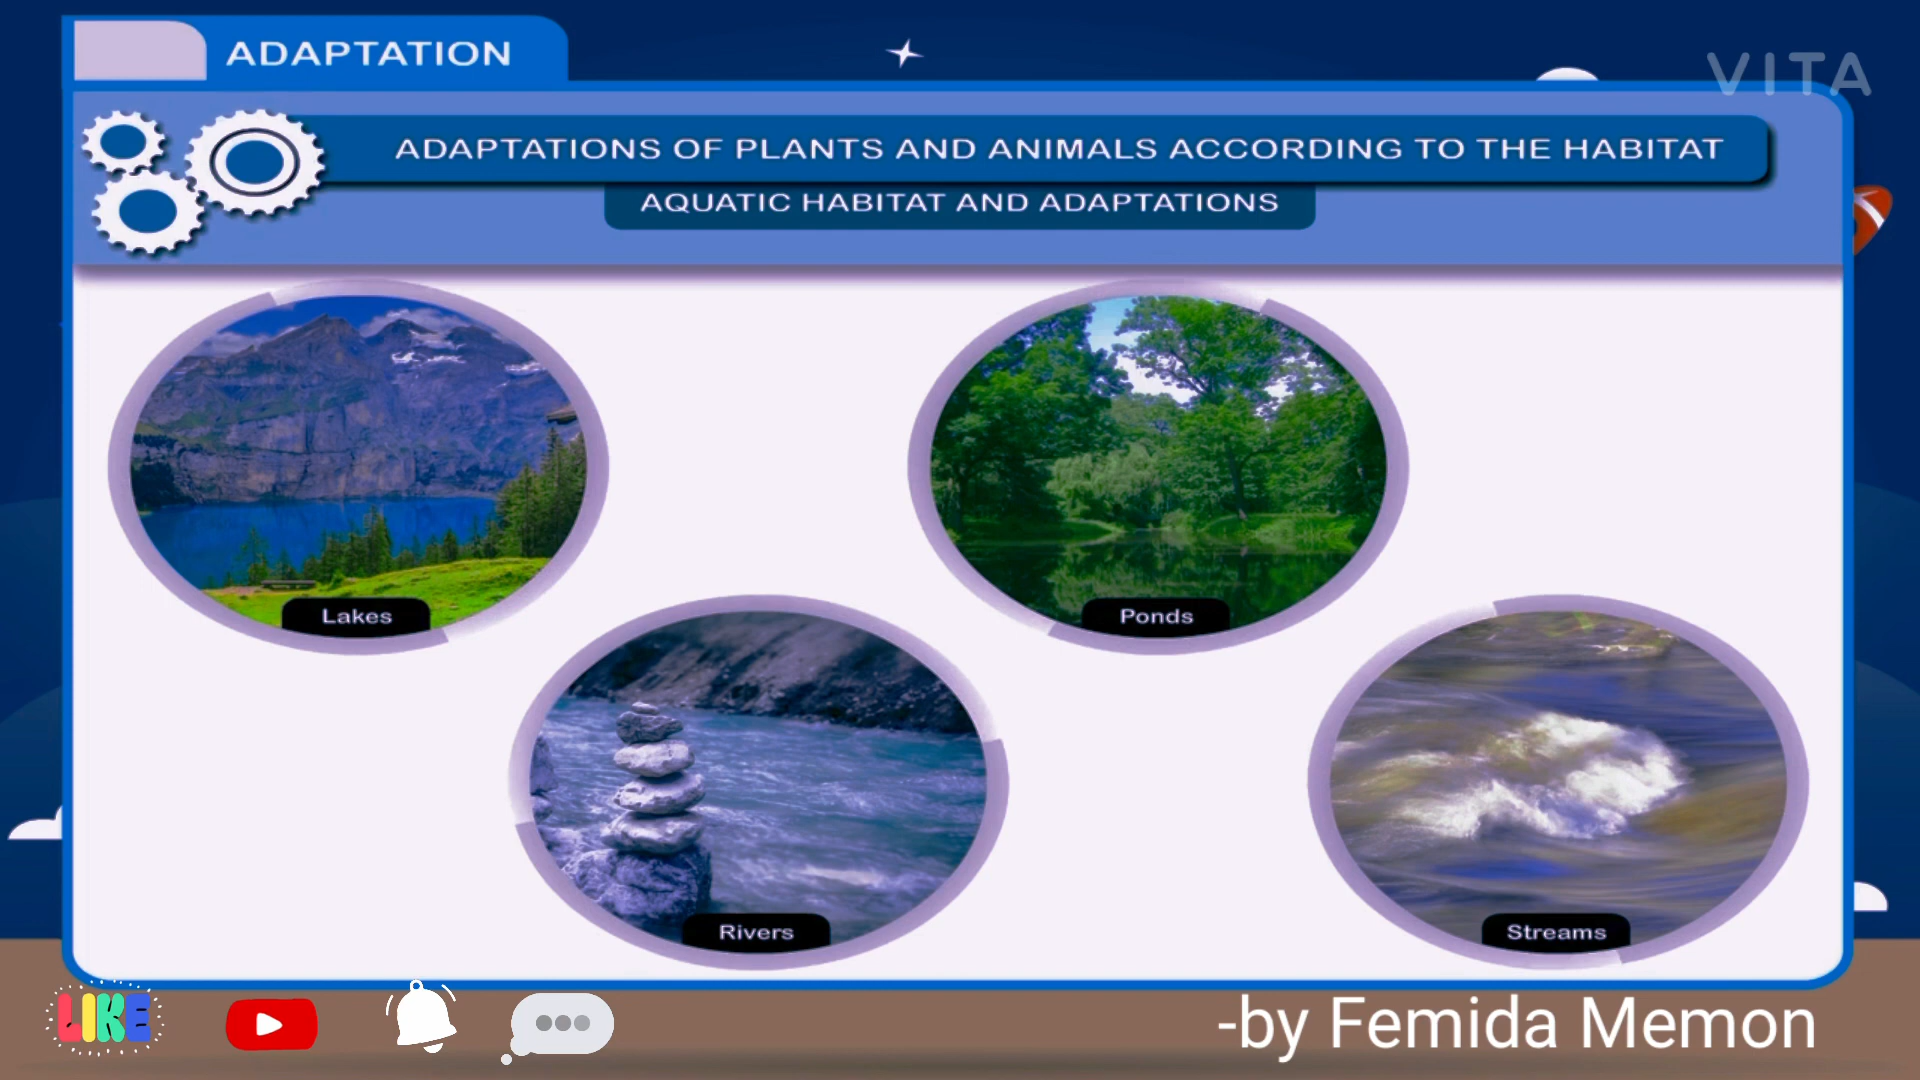 ADAPTATION
VITA
ADAPTATIONS OF PLANTS AND ANIMALS ACCORDING TO THE HABITAT
AQUATIC HABITAT AND ADAPTATIONS
Lakes
Ponds
Rivers
Streams
LIKE
-by Femida Memon